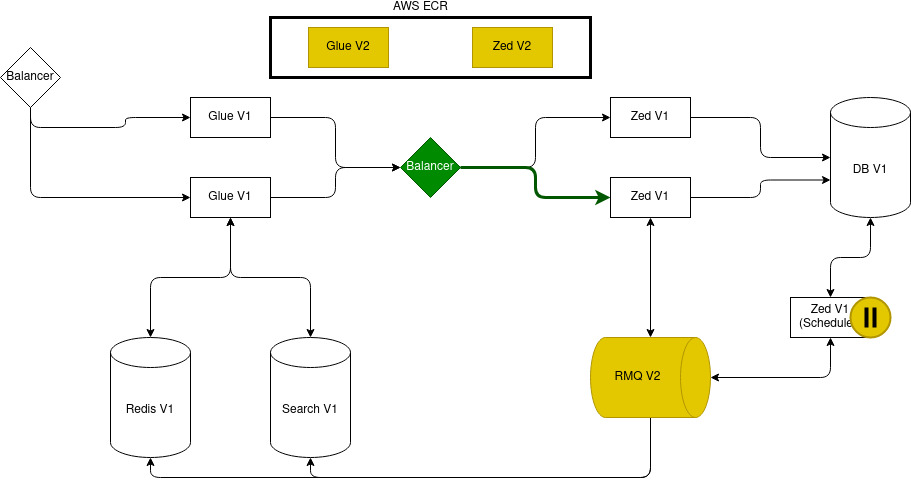 AWS ECR
Glue V2
Zed V2
Balancer
Glue V1
Zed V1
Balancer
DB V1
Glue V1
Zed V1
Zed V1
(Schedule
RMQ V2
Redis V1
Search V1